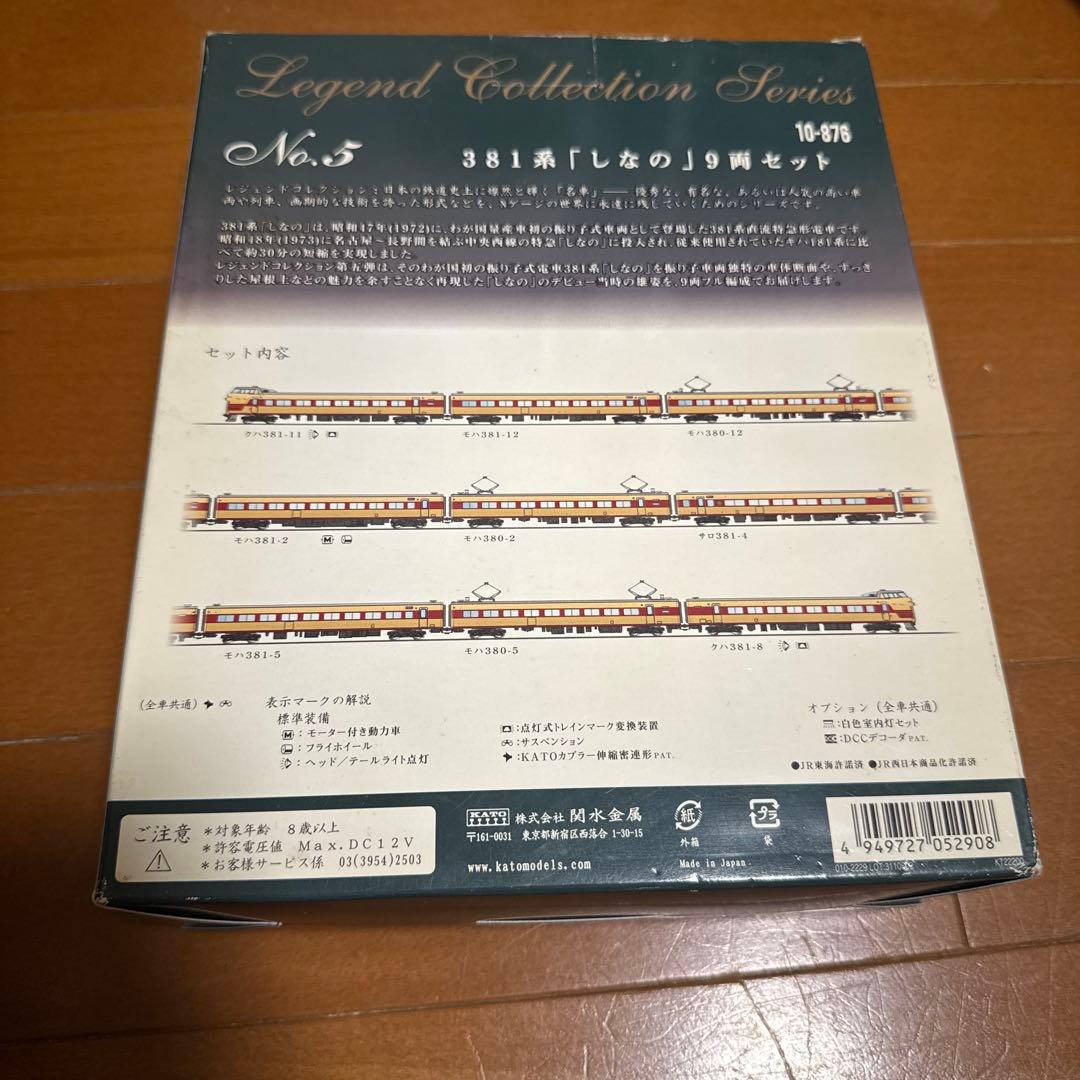 Legend Collection Series
10-876
No.5
381系「しなの」9両セット
レジェンドコレクション：日本の鉄道史上に燦然と輝く「名車」── 優秀な、有名な、あるいは人気の高い車
両や列車、画期的な技術を誇った形式などを、Nゲージの世界に永遠に残していくためのシリーズです。
381系「しなの」は、昭和17年(1972)に、わが国量産車初の振り子式車両として登場した381系直流特急形電車です。
昭和18年(1973)に名古屋～長野間を結ぶ中央西線の特急「しなの」に投入され、従来使用されていたキハ181系に比
べて約30分の短縮を実現しました。
レジェンドコレクション第五弾は、そのわが国初の振り子式電車381系「しなの」を振り子車両独特の車体断面や、すっき
りした屋根上などの魅力を余すことなく再現した「しなの」のデビュー当時の雄姿を、9両フル編成でお届けします。
セット内容
クハ381-11
モハ381-12
モハ380-12
モハ381-2
M
モハ380-2
サロ381-4
モハ381-5
モハ380-5
クハ381-8
(全車共通)
表示マークの解説
標準装備
M：モーター付き動力車
：フライホイール
：ヘッド／テールライト点灯
：点灯式トレインマーク変換装置
：サスペンション
：KATOカプラー伸縮密連形PAT.
オプション（全車共通）
：白色室内灯セット
：DCCデコーダPAT.
●JR東海許諾済 ●JR西日本商品化許諾済
ご注意
＊対象年齢 8歳以上
＊許容電圧値 Max.DC12V
＊お客様サービス係 03(3954)2503
KATO 株式会社 関水金属
〒161-0031 東京都新宿区西落合 1-30-15
www.katomodels.com
紙
外箱
プラ
袋
Made in Japan
4 949727 052908